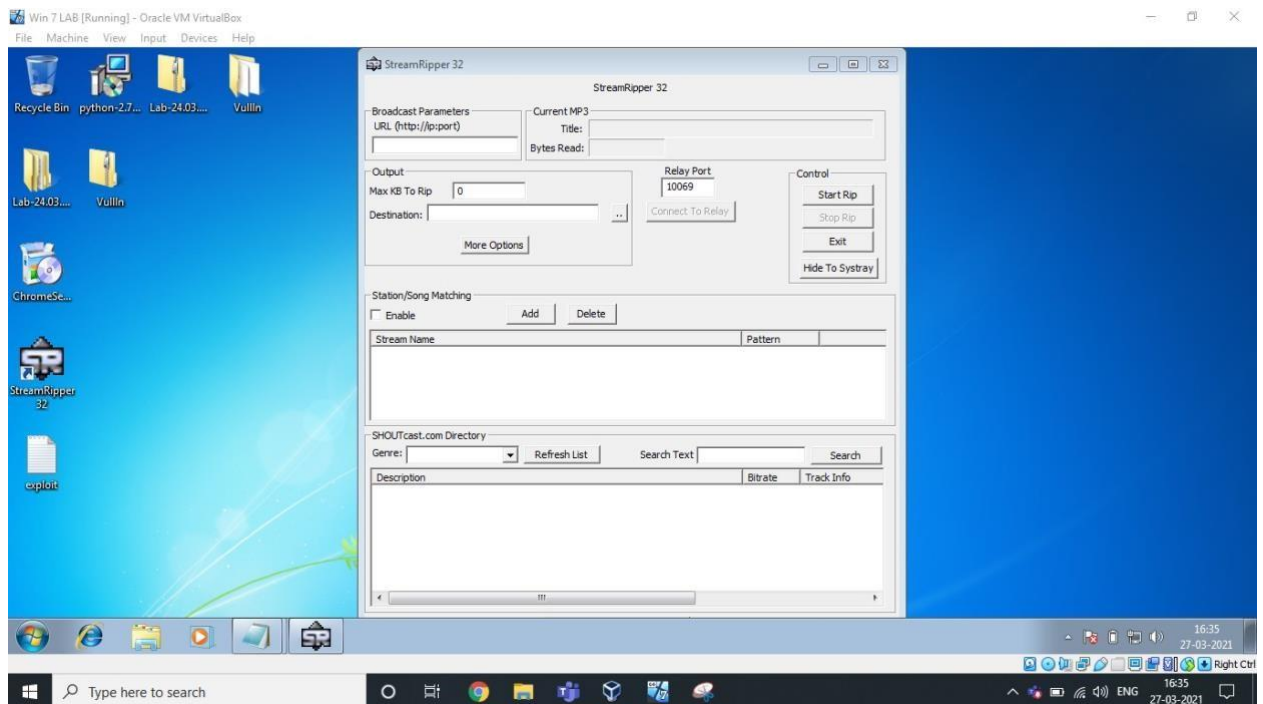 Win 7 LAB [Running] - Oracle VM VirtualBox
File Machine View Input Devices Help
Recycle Bin
python-2.7...
Lab-24.03....
VulIln
Lab-24.03....
VulIln
ChromeSe...
StreamRipper
32
exploit
StreamRipper 32
StreamRipper 32
Broadcast Parameters
URL (http://ip:port)
Current MP3
Title:
Bytes Read:
Output
Max KB To Rip 0
Destination: ..
More Options
Relay Port
10069
Connect To Relay
Control
Start Rip
Stop Rip
Exit
Hide To Systray
Station/Song Matching
Enable Add Delete
Stream Name Pattern
SHOUTcast.com Directory
Genre: Refresh List Search Text Search
Description Bitrate Track Info
16:35
27-03-2021
Right Ctrl
Type here to search
ENG
16:35
27-03-2021